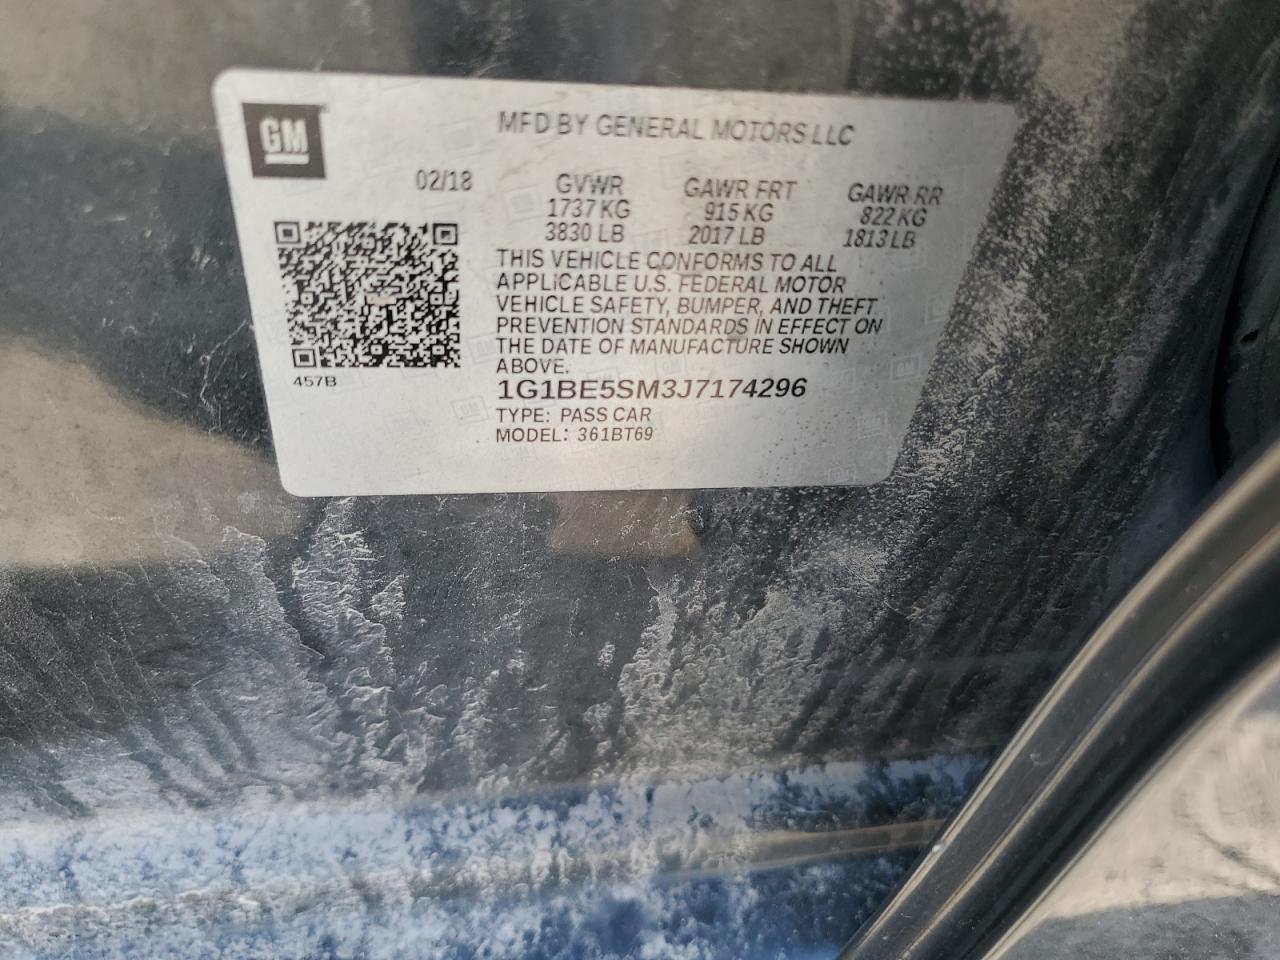 GM
MFD BY GENERAL MOTORS LLC
02/18 GVWR GAWR FRT GAWR RR
1737 KG 915 KG 822 KG
3830 LB 2017 LB 1813 LB
THIS VEHICLE CONFORMS TO ALL
APPLICABLE U.S. FEDERAL MOTOR
VEHICLE SAFETY, BUMPER, AND THEFT
PREVENTION STANDARDS IN EFFECT ON
THE DATE OF MANUFACTURE SHOWN
ABOVE.
457B
1G1BE5SM3J7174296
TYPE: PASS CAR
MODEL: 361BT69